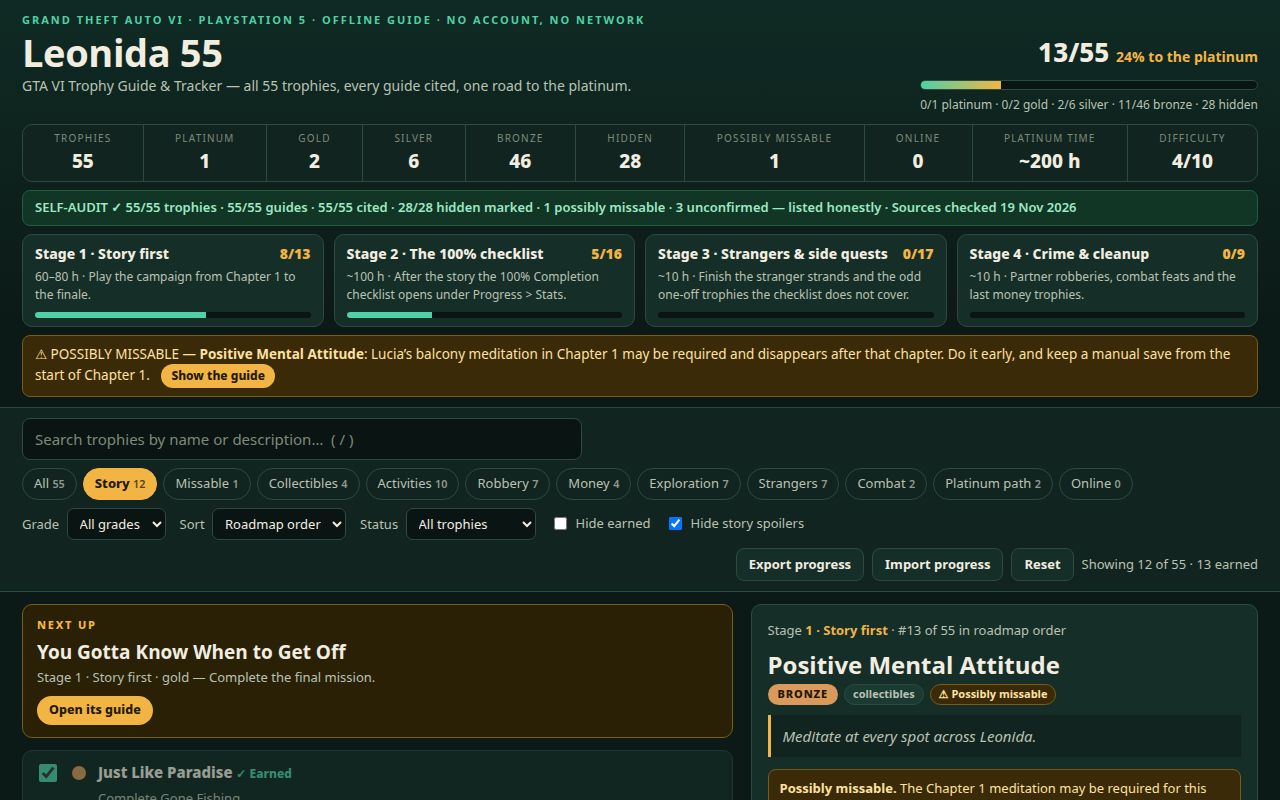 GRAND THEFT AUTO VI · PLAYSTATION 5 · OFFLINE GUIDE · NO ACCOUNT, NO NETWORK
Leonida 55
GTA VI Trophy Guide & Tracker — all 55 trophies, every guide cited, one road to the platinum.
13/55 24% to the platinum
0/1 platinum · 0/2 gold · 2/6 silver · 11/46 bronze · 28 hidden
TROPHIES
55
PLATINUM
1
GOLD
2
SILVER
6
BRONZE
46
HIDDEN
28
POSSIBLY MISSABLE
1
ONLINE
0
PLATINUM TIME
~200 h
DIFFICULTY
4/10
SELF-AUDIT ✓ 55/55 trophies · 55/55 guides · 55/55 cited · 28/28 hidden marked · 1 possibly missable · 3 unconfirmed — listed honestly · Sources checked 19 Nov 2026
Stage 1 · Story first 8/13
60–80 h · Play the campaign from Chapter 1 to
the finale.
Stage 2 · The 100% checklist 5/16
~100 h · After the story the 100% Completion
checklist opens under Progress > Stats.
Stage 3 · Strangers & side quests 0/17
~10 h · Finish the stranger strands and the odd
one-off trophies the checklist does not cover.
Stage 4 · Crime & cleanup 0/9
~10 h · Partner robberies, combat feats and the
last money trophies.
⚠ POSSIBLY MISSABLE — Positive Mental Attitude: Lucia’s balcony meditation in Chapter 1 may be required and disappears after that chapter. Do it early, and keep a manual save from the
start of Chapter 1. Show the guide
Search trophies by name or description… ( / )
All 55 Story 12 Missable 1 Collectibles 4 Activities 10 Robbery 7 Money 4 Exploration 7 Strangers 7 Combat 2 Platinum path 2 Online 0
Grade All grades Sort Roadmap order Status All trophies Hide earned Hide story spoilers
Export progress Import progress Reset Showing 12 of 55 · 13 earned
NEXT UP
You Gotta Know When to Get Off
Stage 1 · Story first · gold — Complete the final mission.
Open its guide
Just Like Paradise ✓ Earned
Complete Gone Fishing.
Stage 1 · Story first · #13 of 55 in roadmap order
Positive Mental Attitude
BRONZE collectibles ⚠ Possibly missable
Meditate at every spot across Leonida.
Possibly missable. The Chapter 1 meditation may be required for this